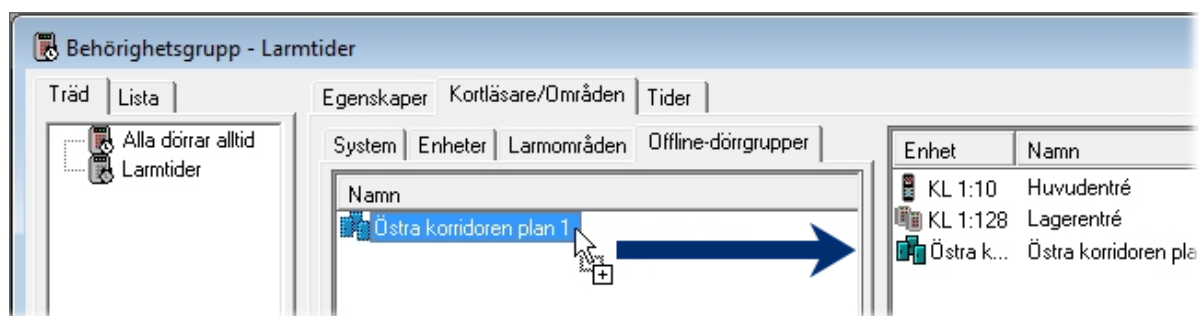 Behörighetsgrupp - Larmtider
Träd Lista
Egenskaper Kortläsare/Områden Tider
Alla dörrar alltid
Larmtider
System Enheter Larmområden Offline-dörrgrupper
Namn
Östra korridoren plan 1
Enhet Namn
KL 1:10 Huvudentré
KL 1:128 Lagerentré
Östra k... Östra korridoren pla